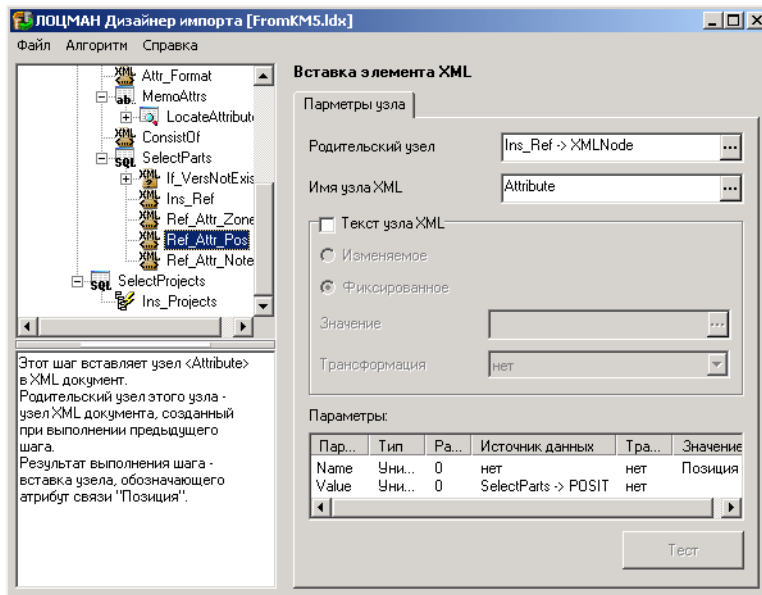 ЛОЦМАН Дизайнер импорта [FromKM5.ldx]
Файл Алгоритм Справка
Attr_Format
MemoAttrs
LocateAttribut
ConsistOf
SelectParts
If_VersNotExis
Ins_Ref
Ref_Attr_Zone
Ref_Attr_Pos
Ref_Attr_Note
SelectProjects
Ins_Projects
Этот шаг вставляет узел <Attribute>
в XML документ.
Родительский узел этого узла -
узел XML документа, созданный
при выполнении предыдущего
шага.
Результат выполнения шага -
вставка узла, обозначающего
атрибут связи "Позиция".
Вставка элемента XML
Парметры узла
Родительский узел Ins_Ref -> XMLNode ...
Имя узла XML Attribute ...
Текст узла XML
Изменяемое
Фиксированное
Значение ...
Трансформация нет
Параметры:
Пар... Тип Ра... Источник данных Тра... Значение
Name Уни... 0 нет нет Позиция
Value Уни... 0 SelectParts -> POSIT нет
Тест